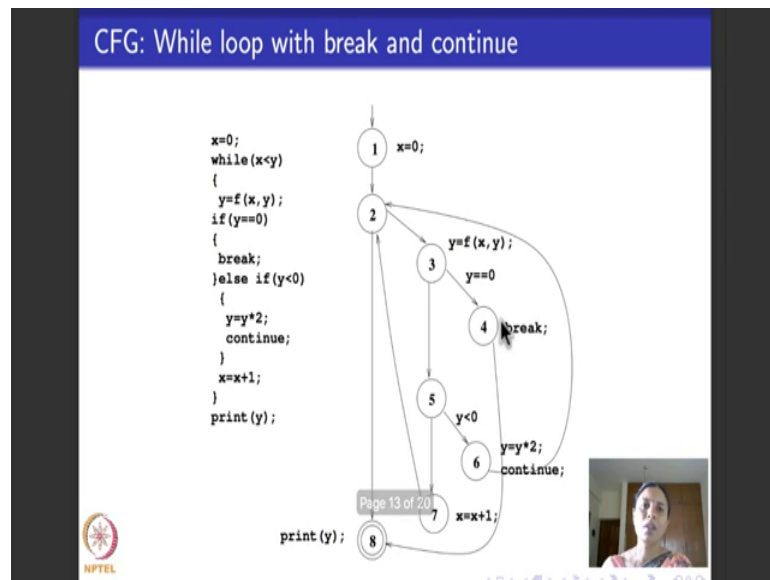 CFG: While loop with break and continue
x=0;
while(x<y)
{
y=f(x,y);
if(y==0)
{
break;
}else if(y<0)
{
y=y*2;
continue;
}
x=x+1;
}
print(y);
1
x=0;
2
y=f(x,y);
3
y==0
4
break;
5
y<0
6
y=y*2;
continue;
Page 13 of 20
7
x=x+1;
print(y);
8
NPTEL